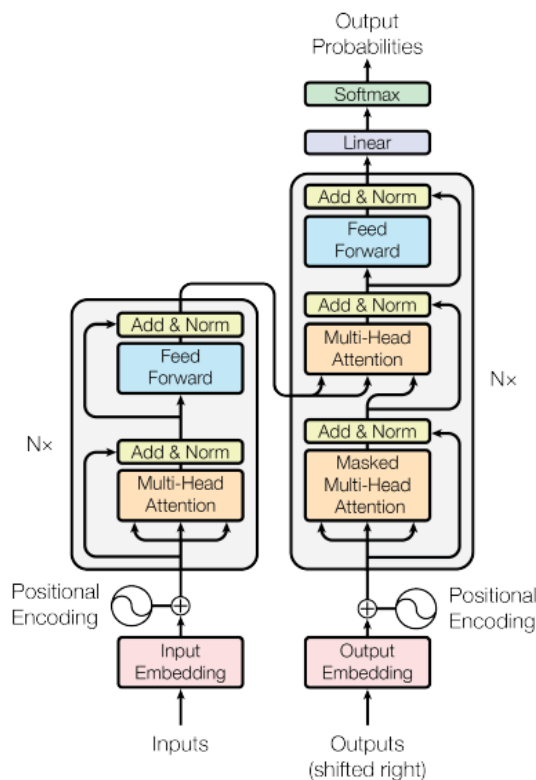 Output
Probabilities
Softmax
Linear
Add & Norm
Feed
Forward
Add & Norm
Multi-Head
Attention
Add & Norm
Masked
Multi-Head
Attention
N×
Add & Norm
Feed
Forward
Add & Norm
Multi-Head
Attention
N×
Positional
Encoding
Positional
Encoding
Input
Embedding
Output
Embedding
Inputs
Outputs
(shifted right)